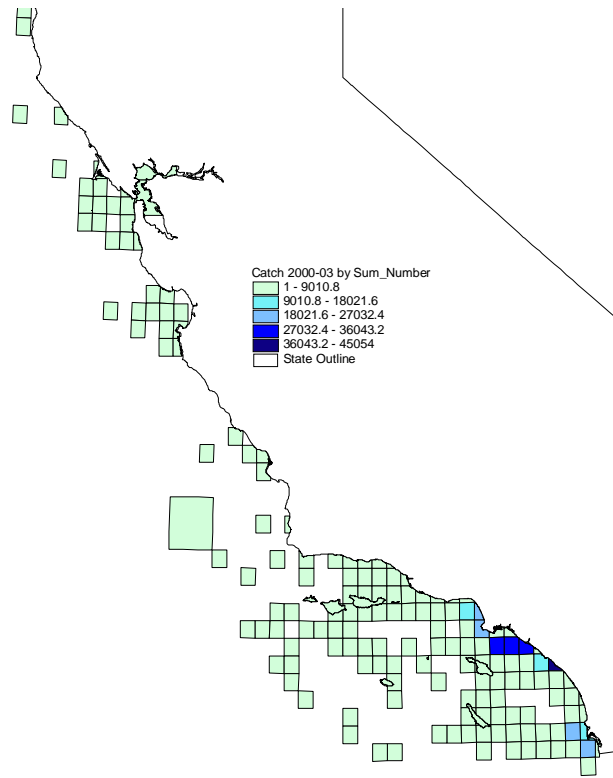 Catch 2000-03 by Sum_Number
1 - 9010.8
9010.8 - 18021.6
18021.6 - 27032.4
27032.4 - 36043.2
36043.2 - 45054
State Outline